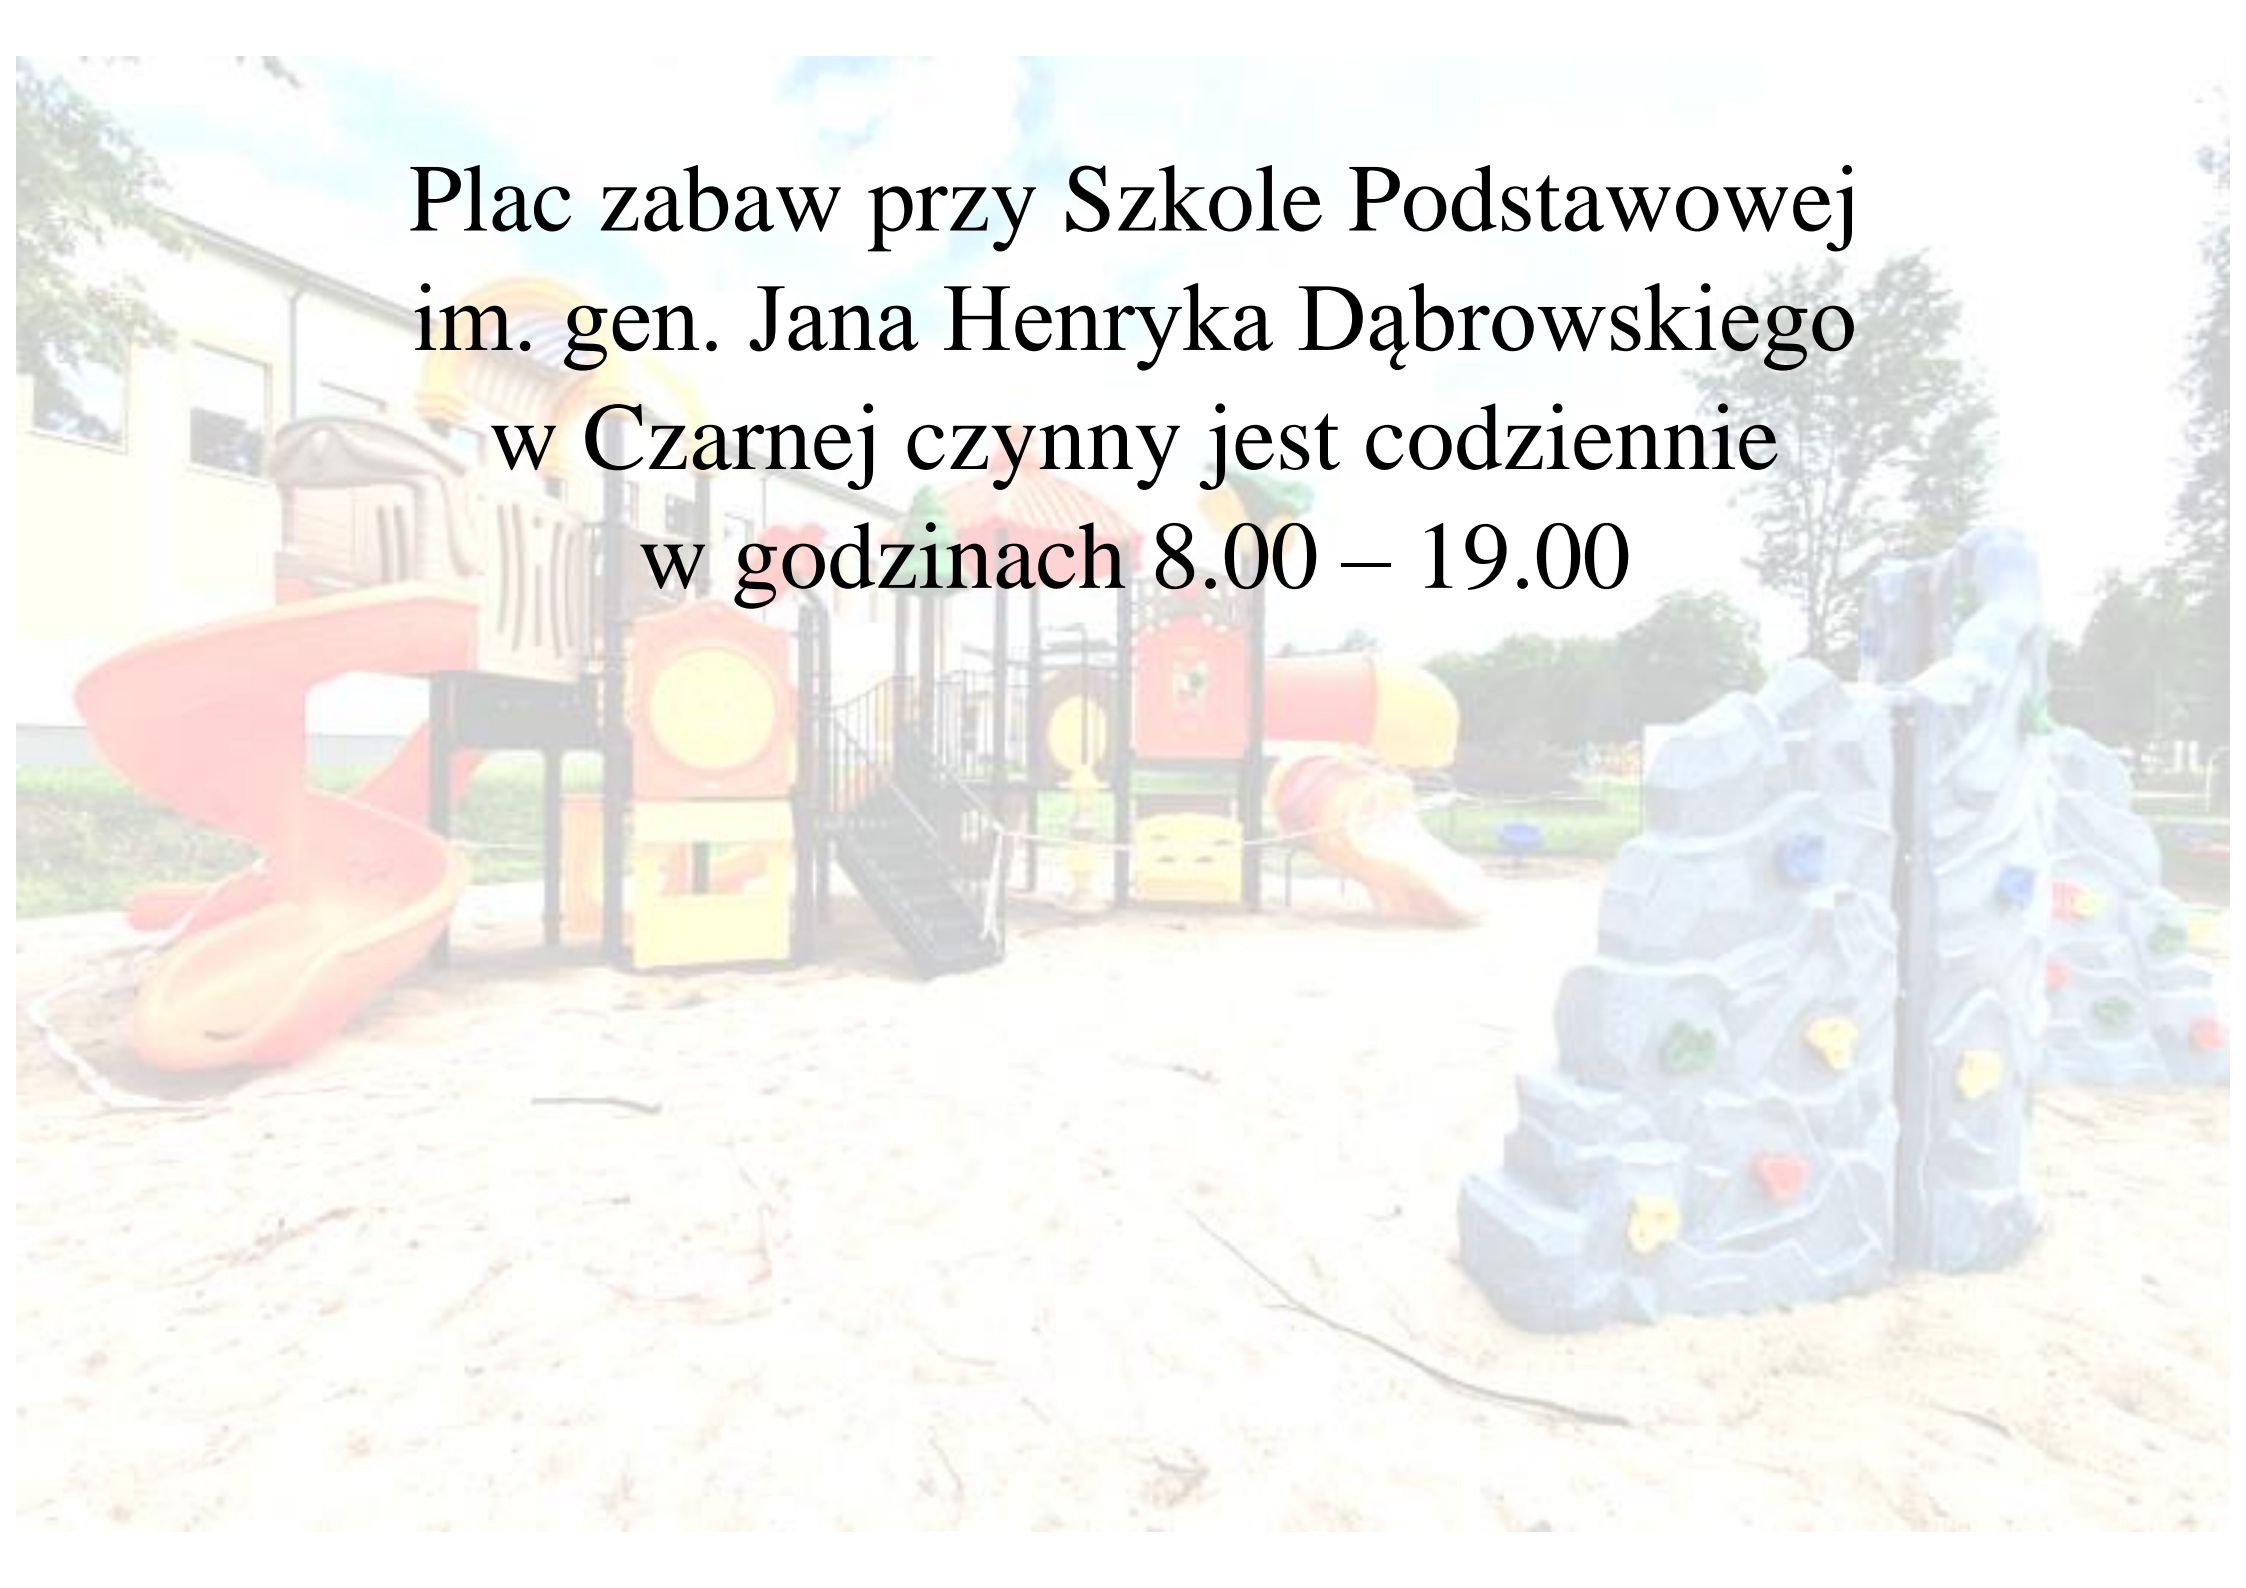 Plac zabaw przy Szkole Podstawowej
im. gen. Jana Henryka Dąbrowskiego
w Czarnej czynny jest codziennie
w godzinach 8.00 – 19.00